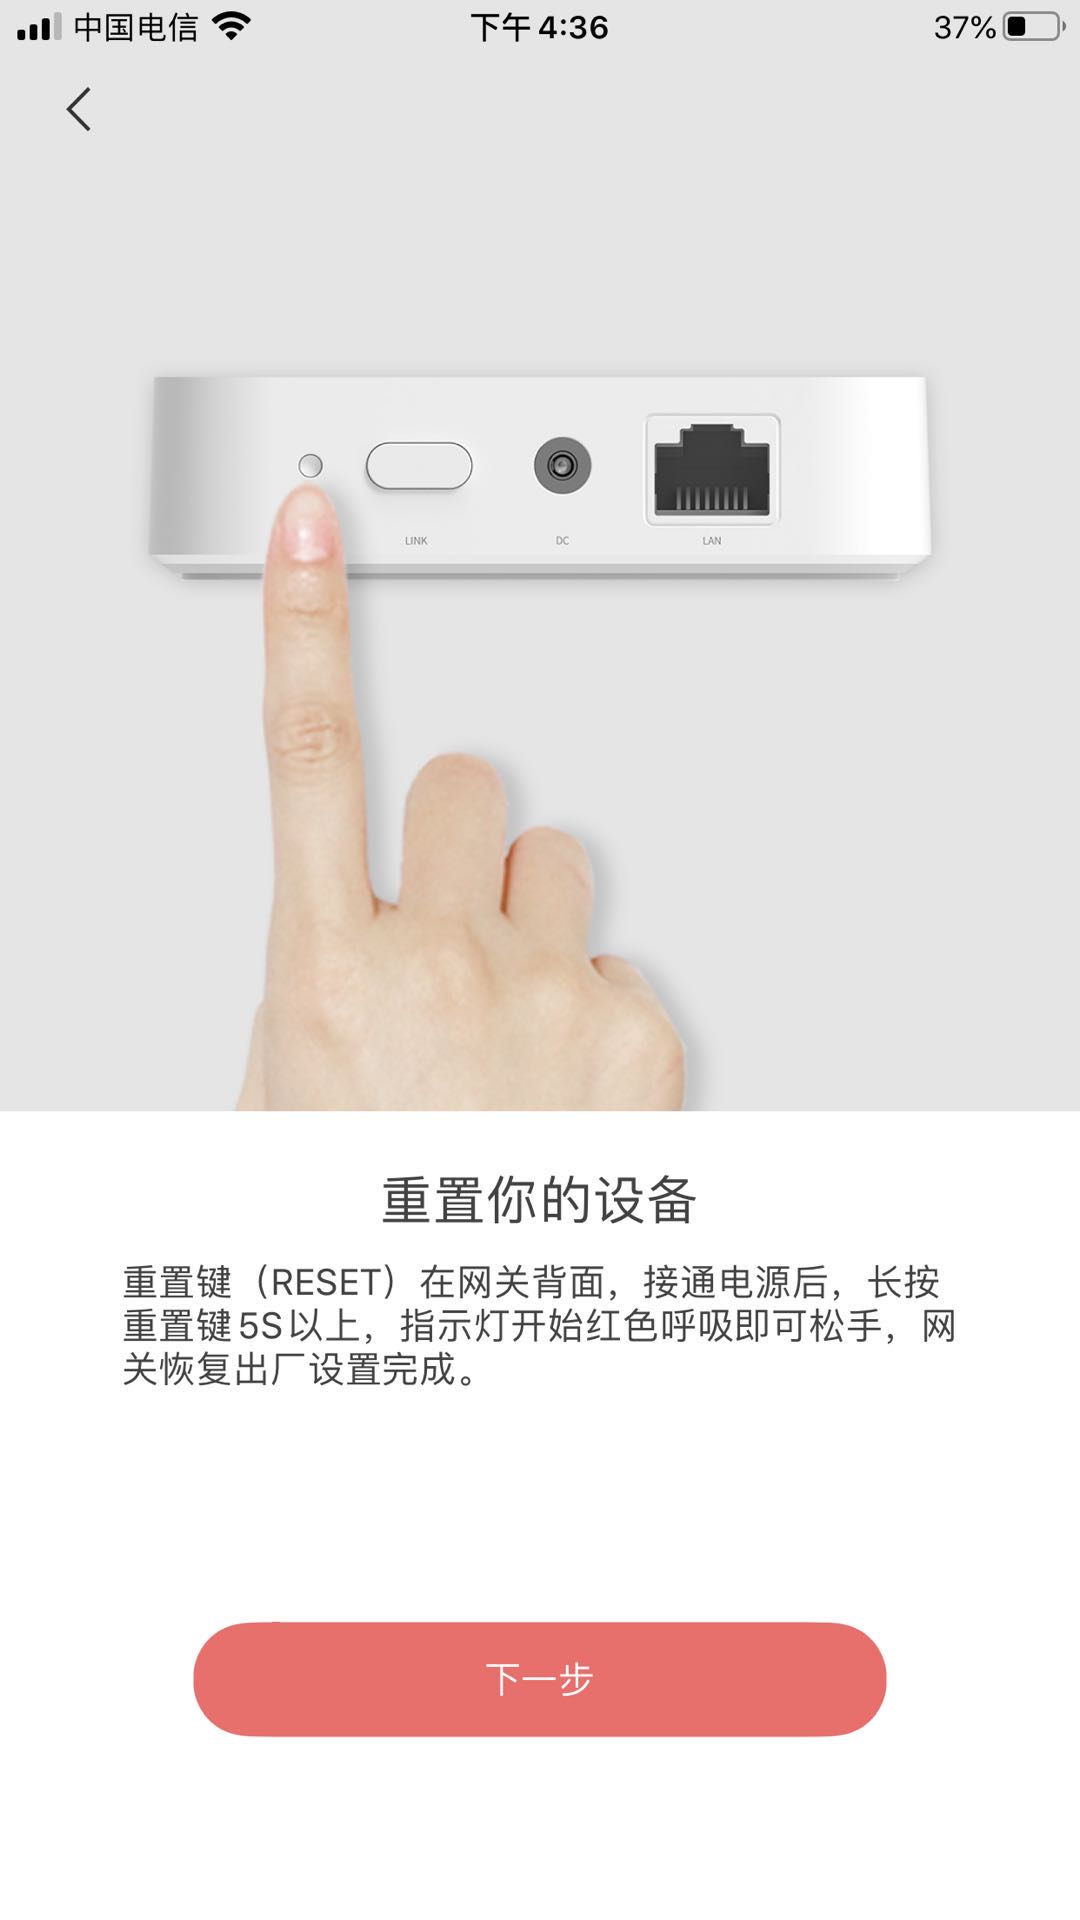 中国电信
下午 4:36
37%
LINK
DC
LAN
重置你的设备
重置键（RESET）在网关背面，接通电源后，长按
重置键5S以上，指示灯开始红色呼吸即可松手，网
关恢复出厂设置完成。
下一步